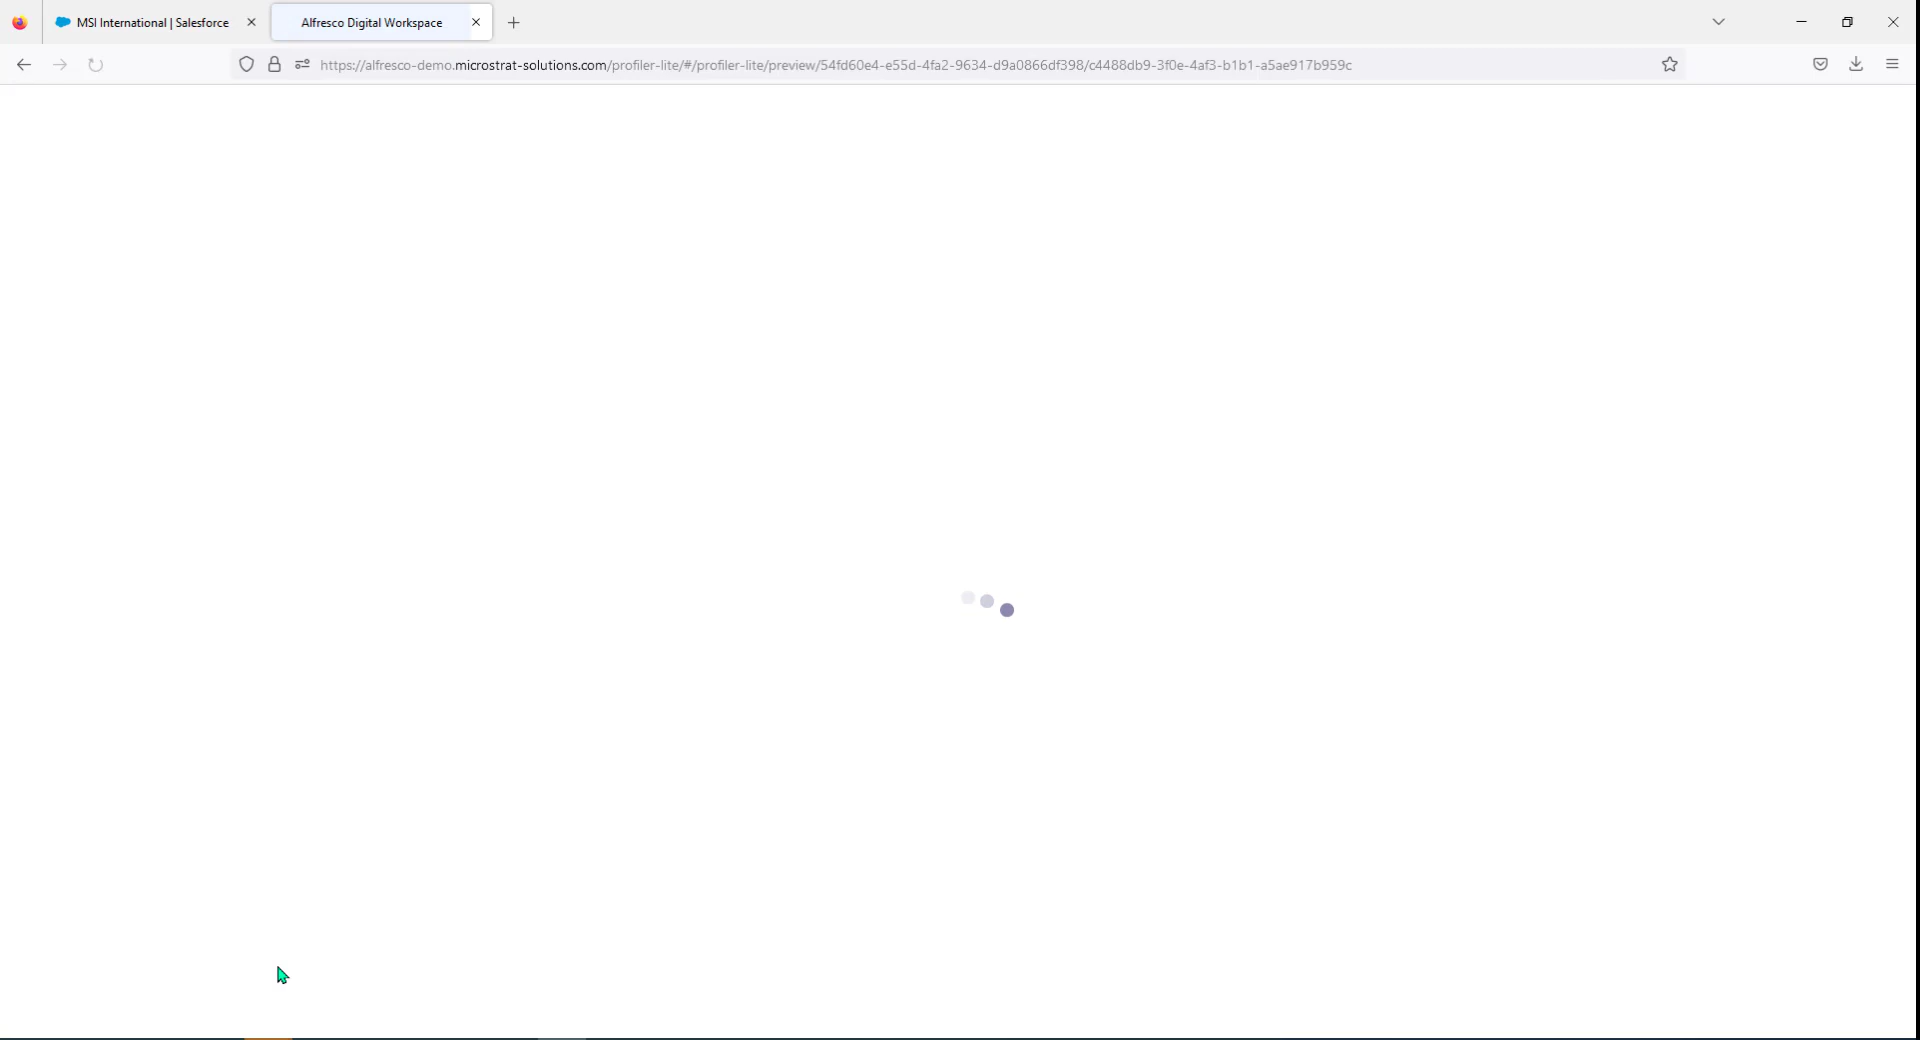 MSI International | Salesforce
Alfresco Digital Workspace
https://alfresco-demo.microstrat-solutions.com/profiler-lite/#/profiler-lite/preview/54fd60e4-e55d-4fa2-9634-d9a0866df398/c4488db9-3f0e-4af3-b1b1-a5ae917b959c